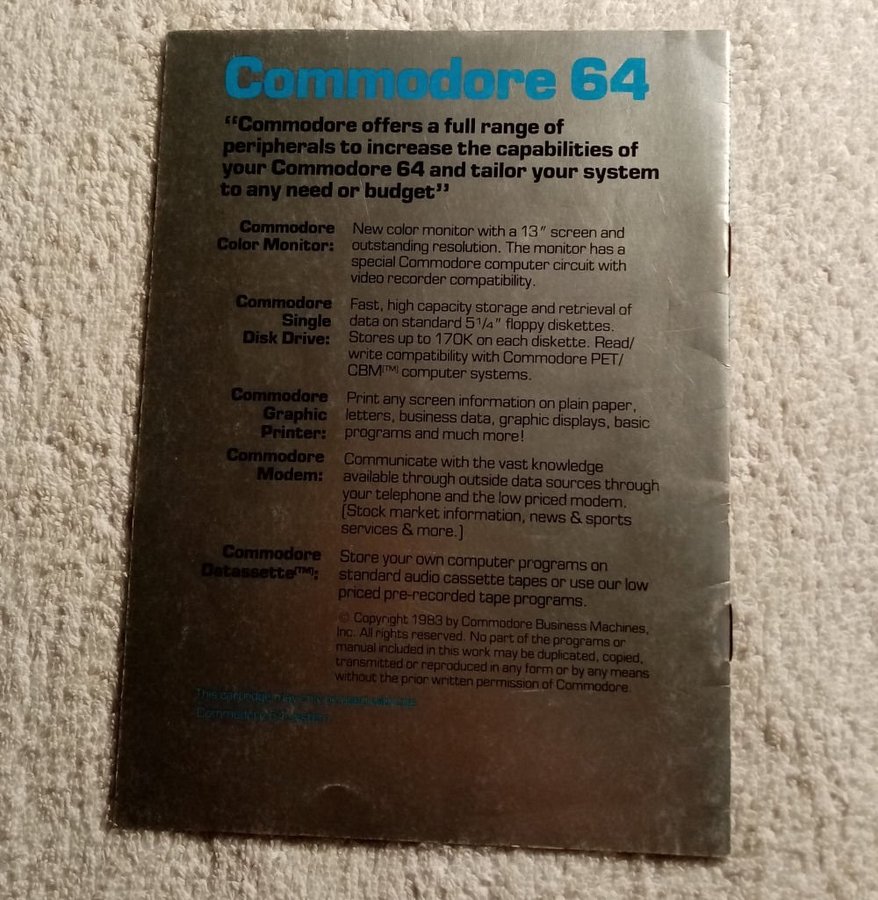 Commodore 64
“Commodore offers a full range of
peripherals to increase the capabilities of
your Commodore 64 and tailor your system
to any need or budget”
Commodore
Color Monitor:
New color monitor with a 13″ screen and
outstanding resolution. The monitor has a
special Commodore computer circuit with
video recorder compatibility.
Commodore
Single
Disk Drive:
Fast, high capacity storage and retrieval of
data on standard 5 1/4″ floppy diskettes.
Stores up to 170K on each diskette. Read/
write compatibility with Commodore PET/
CBM(TM) computer systems.
Commodore
Graphic
Printer:
Print any screen information on plain paper,
letters, business data, graphic displays, basic
programs and much more!
Commodore
Modem:
Communicate with the vast knowledge
available through outside data sources through
your telephone and the low priced modem.
[Stock market information, news & sports
services & more.]
Commodore
Datassette(TM):
Store your own computer programs on
standard audio cassette tapes or use our low
priced pre-recorded tape programs.
© Copyright 1983 by Commodore Business Machines,
Inc. All rights reserved. No part of the programs or
manual included in this work may be duplicated, copied,
transmitted or reproduced in any form or by any means
without the prior written permission of Commodore.
This cartridge may
Commodore